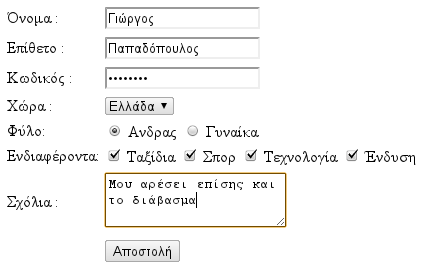 Όνομα : Γιώργος
Επίθετο : Παπαδόπουλος
Κωδικός : ••••••••
Χώρα : Ελλάδα
Φύλο: Ανδρας Γυναίκα
Ενδιαφέροντα: Ταξίδια Σπορ Τεχνολογία Ένδυση
Σχόλια : Μου αρέσει επίσης και
το διάβασμα
Αποστολή